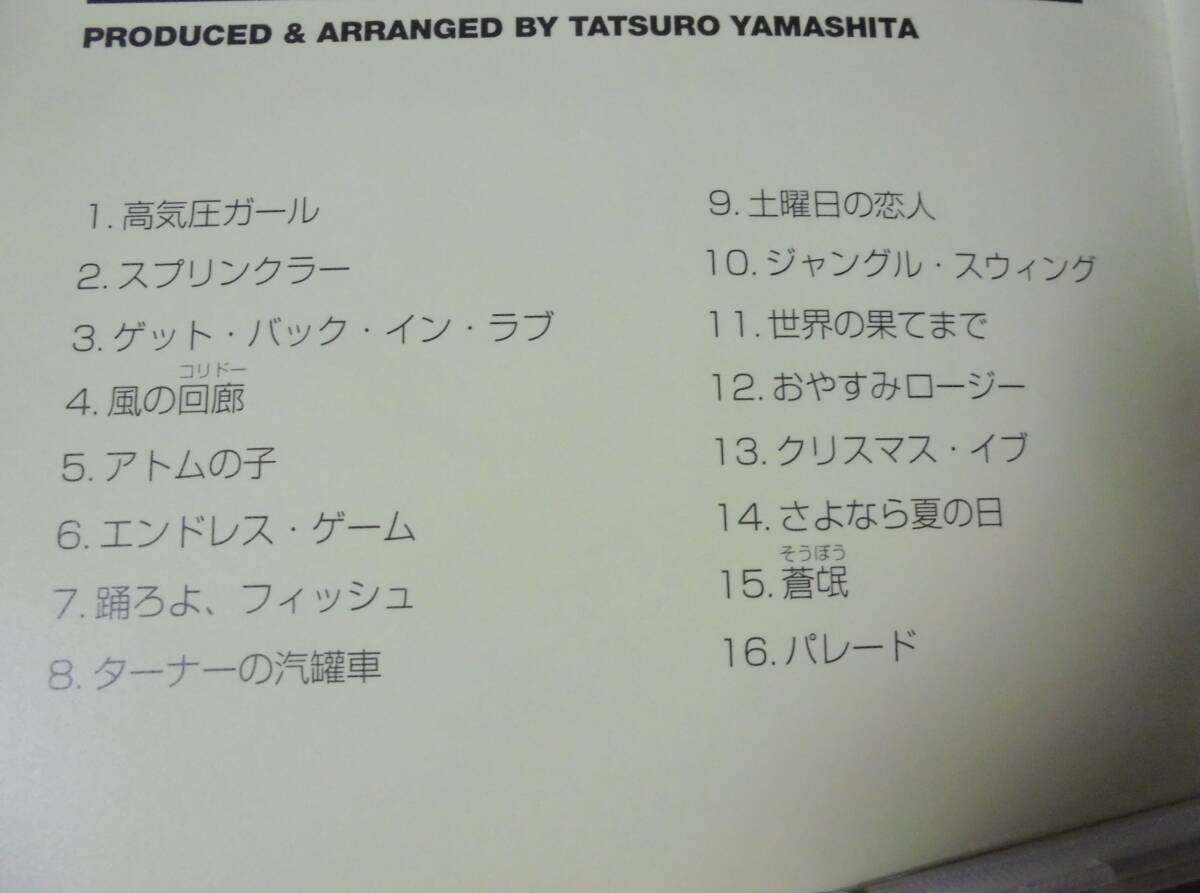 PRODUCED & ARRANGED BY TATSURO YAMASHITA
1. 高気圧ガール
2. スプリンクラー
3. ゲット・バック・イン・ラブ
コリドー
4. 風の回廊
5. アトムの子
6. エンドレス・ゲーム
7. 踊ろよ、フィッシュ
8. ターナーの汽罐車
9. 土曜日の恋人
10. ジャングル・スウィング
11. 世界の果てまで
12. おやすみロージー
13. クリスマス・イブ
14. さよなら夏の日
そうぼう
15. 蒼氓
16. パレード